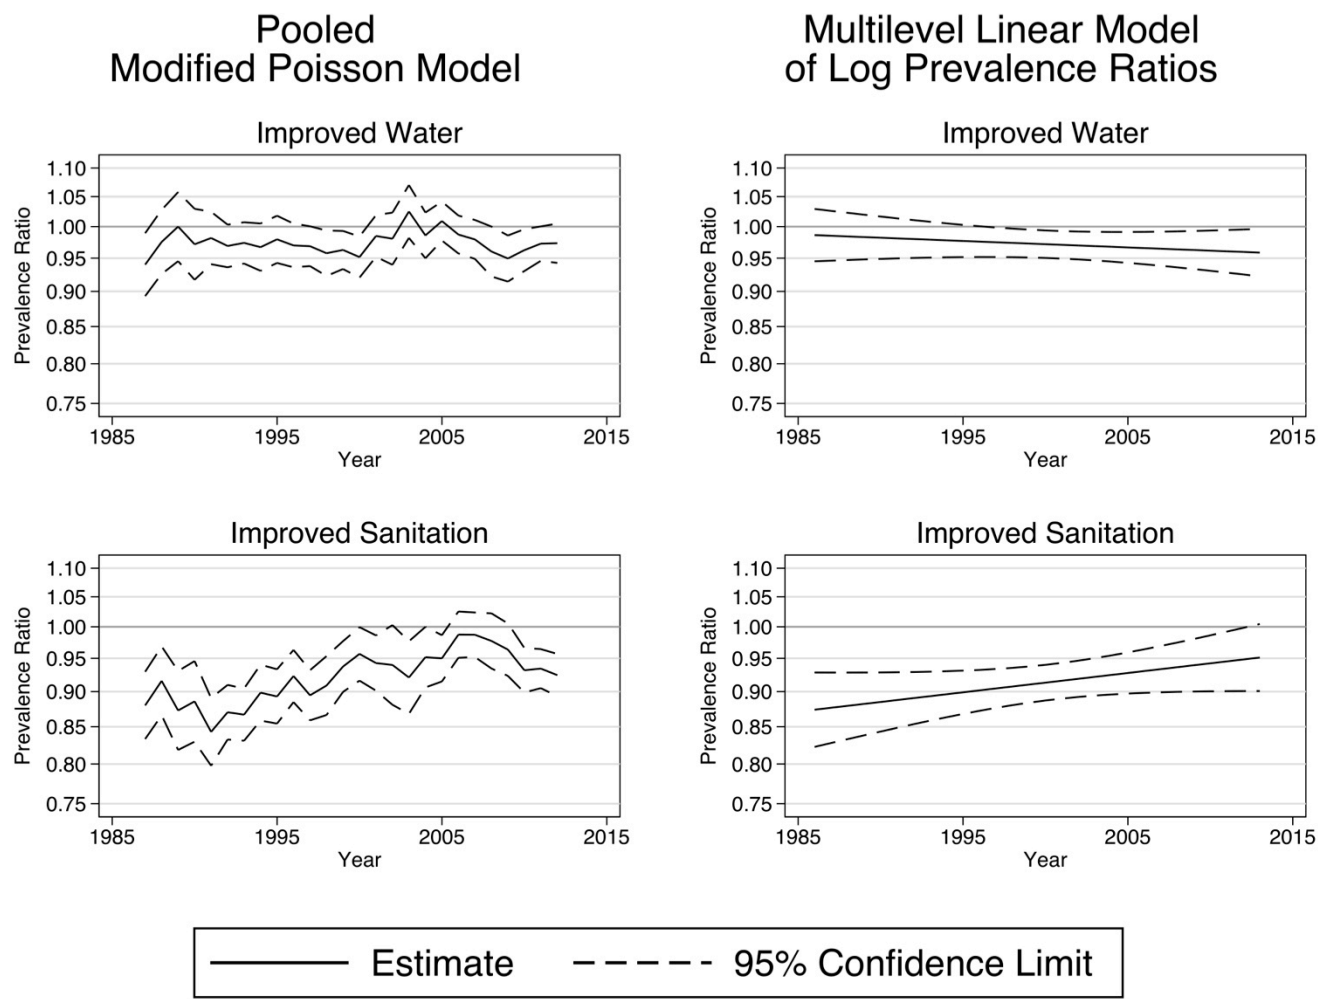 Pooled
Modified Poisson Model
Multilevel Linear Model
of Log Prevalence Ratios
Improved Water
Prevalence Ratio
1.10
1.05
1.00
0.95
0.90
0.85
0.80
0.75
1985 1995 2005 2015
Year
Improved Water
Prevalence Ratio
1.10
1.05
1.00
0.95
0.90
0.85
0.80
0.75
1985 1995 2005 2015
Year
Improved Sanitation
Prevalence Ratio
1.10
1.05
1.00
0.95
0.90
0.85
0.80
0.75
1985 1995 2005 2015
Year
Improved Sanitation
Prevalence Ratio
1.10
1.05
1.00
0.95
0.90
0.85
0.80
0.75
1985 1995 2005 2015
Year
Estimate 95% Confidence Limit